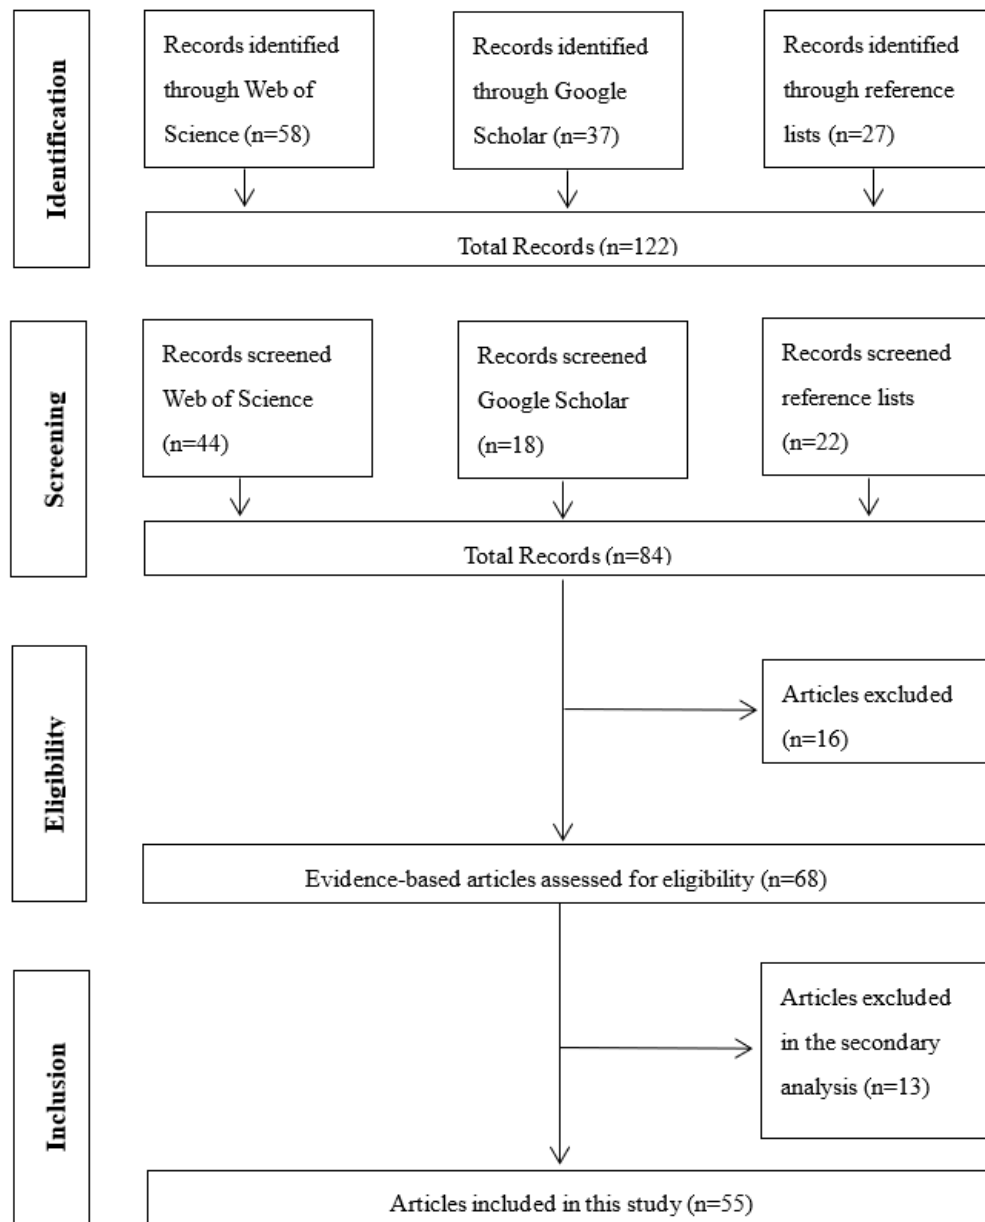 Identification
Records identified
through Web of
Science (n=58)
Records identified
through Google
Scholar (n=37)
Records identified
through reference
lists (n=27)
Total Records (n=122)
Screening
Records screened
Web of Science
(n=44)
Records screened
Google Scholar
(n=18)
Records screened
reference lists
(n=22)
Total Records (n=84)
Eligibility
Articles excluded
(n=16)
Evidence-based articles assessed for eligibility (n=68)
Inclusion
Articles excluded
in the secondary
analysis (n=13)
Articles included in this study (n=55)